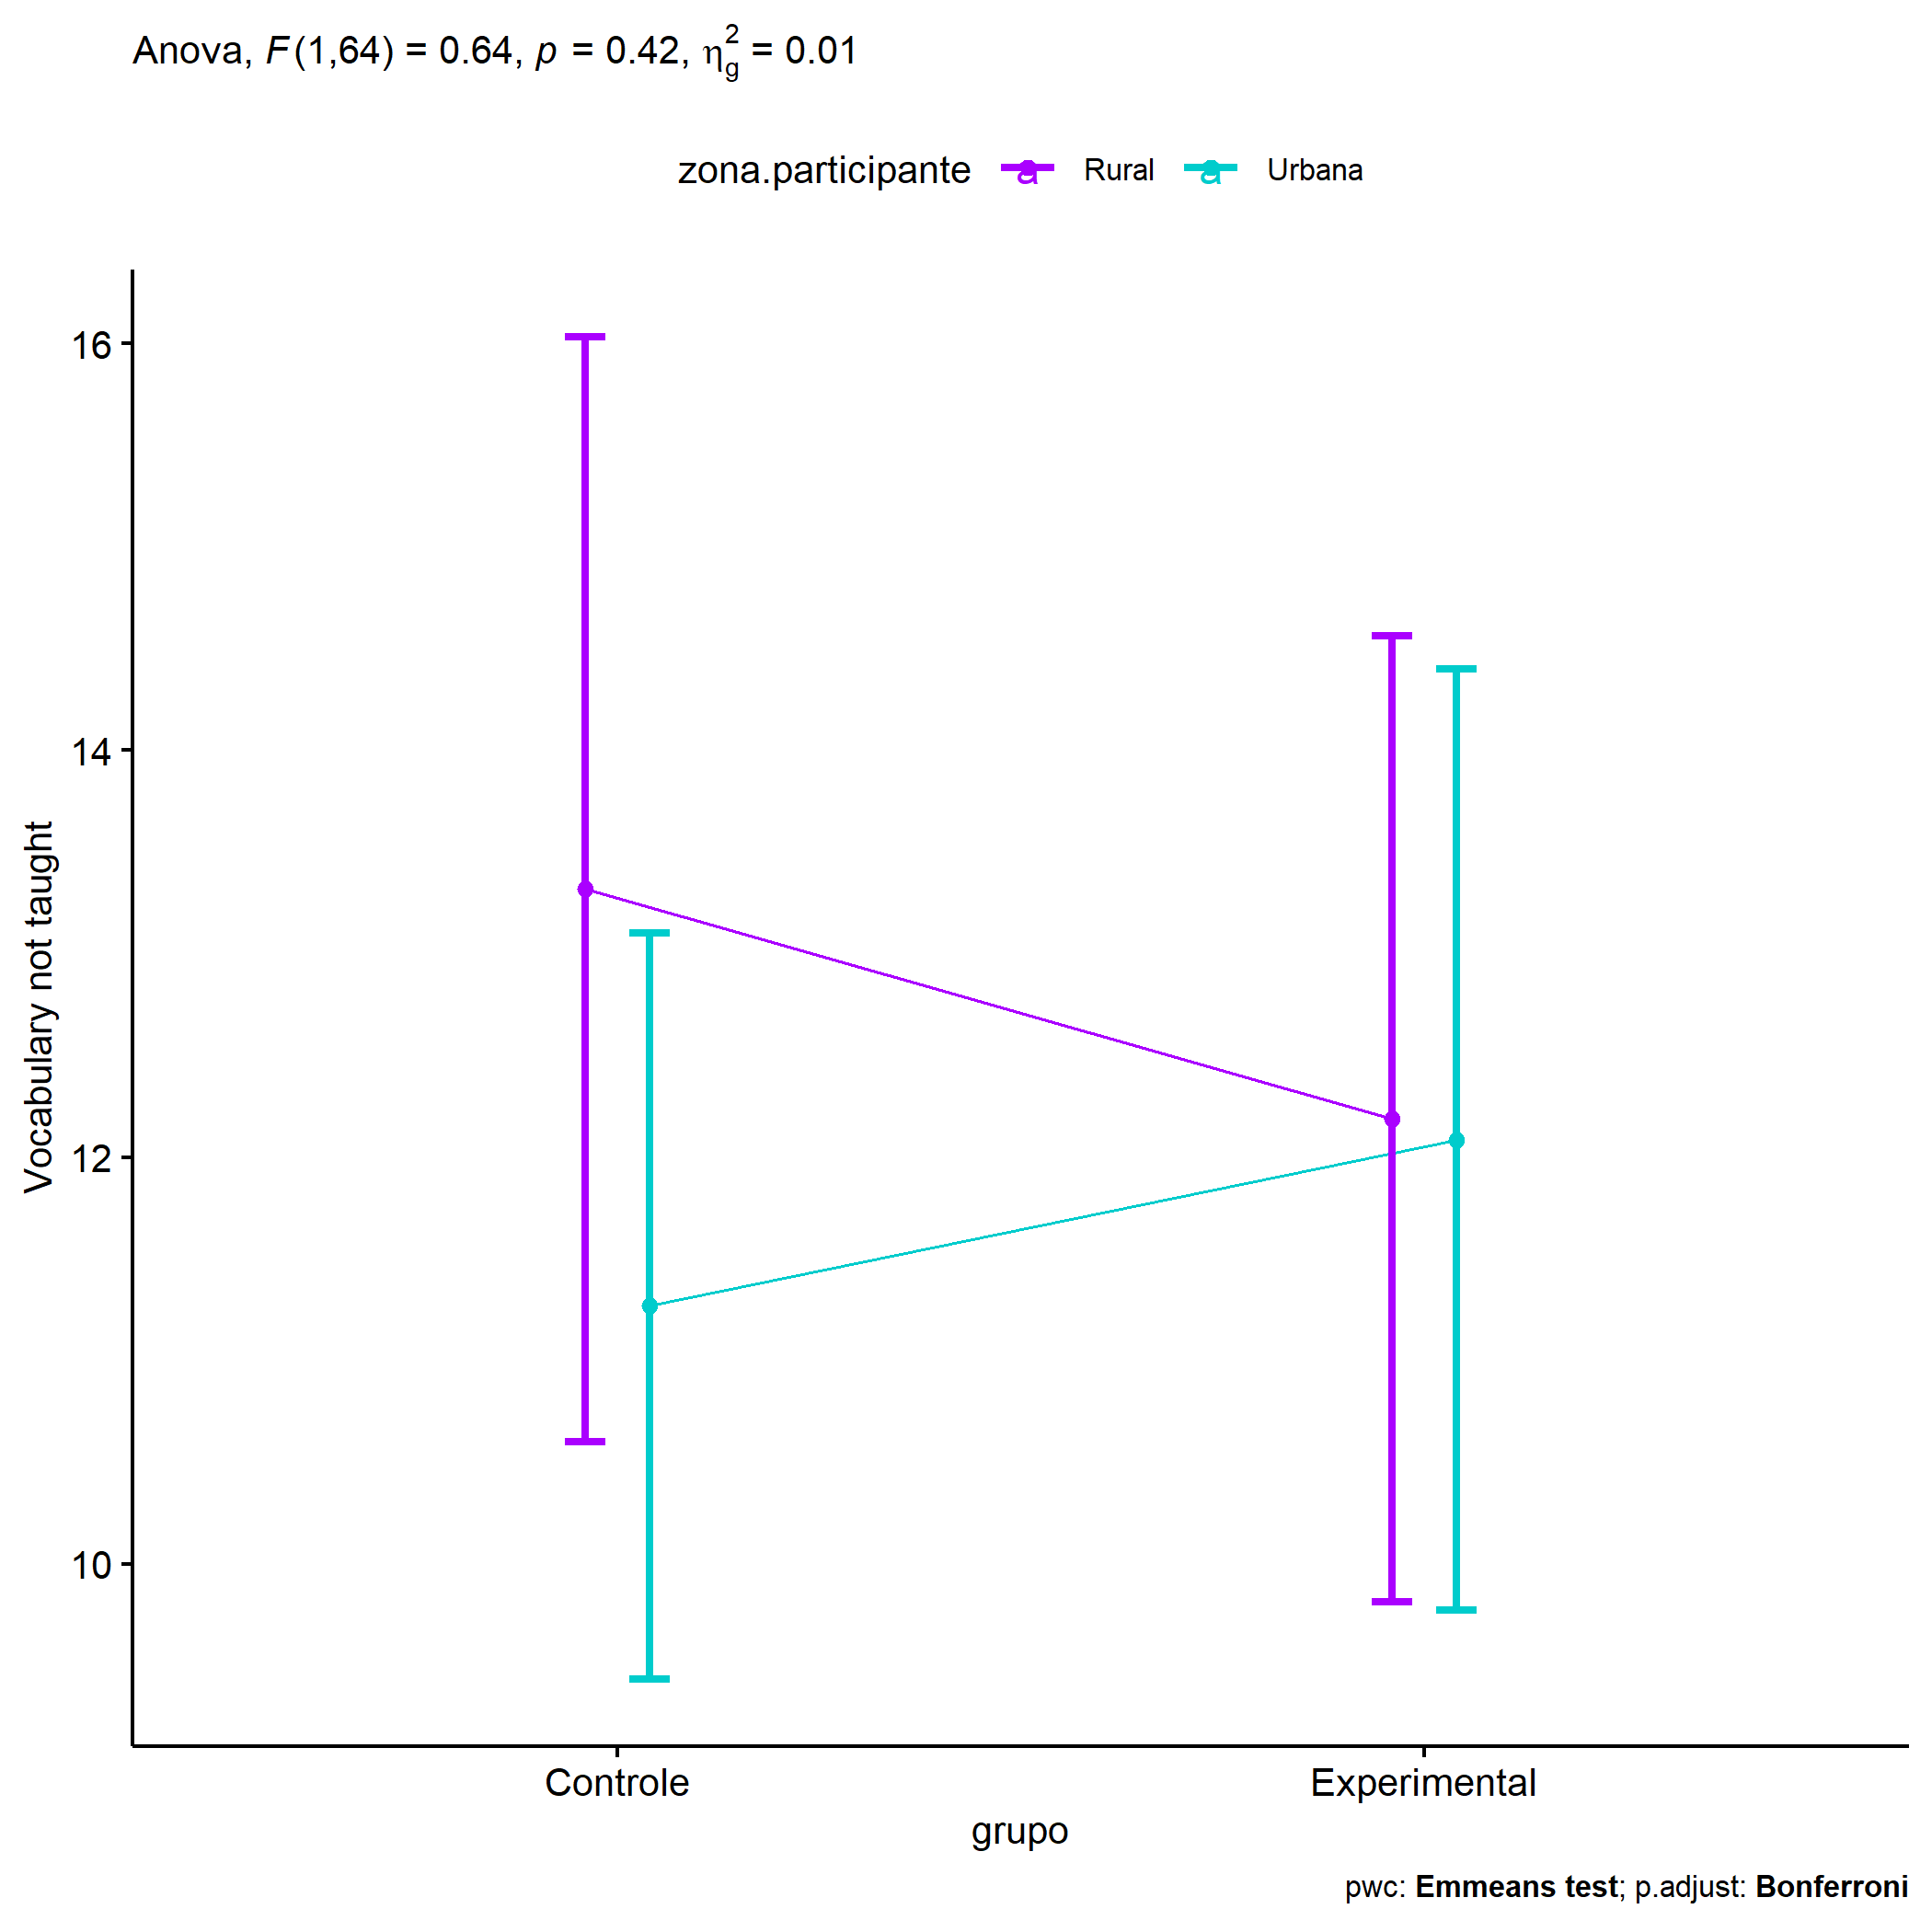 Anova, F(1,64) = 0.64, p = 0.42, η²g = 0.01
zona.participante a Rural a Urbana
16
14
12
10
Vocabulary not taught
Controle Experimental
grupo
pwc: Emmeans test; p.adjust: Bonferroni